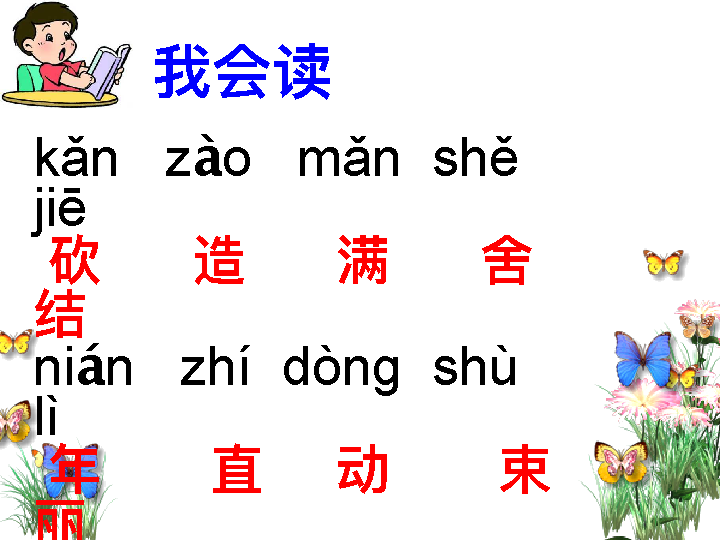 我会读
kǎn zào mǎn shě
jiē
砍 造 满 舍
结
nián zhí dòng shù
lì
年 直 动 束
丽